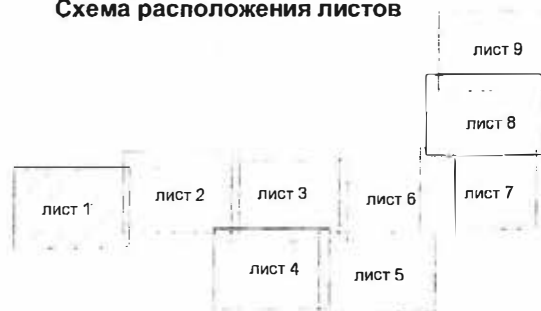 Схема расположения листов
лист 9
лист 8
лист 1
лист 2
лист 3
лист 6
лист 7
лист 4
лист 5